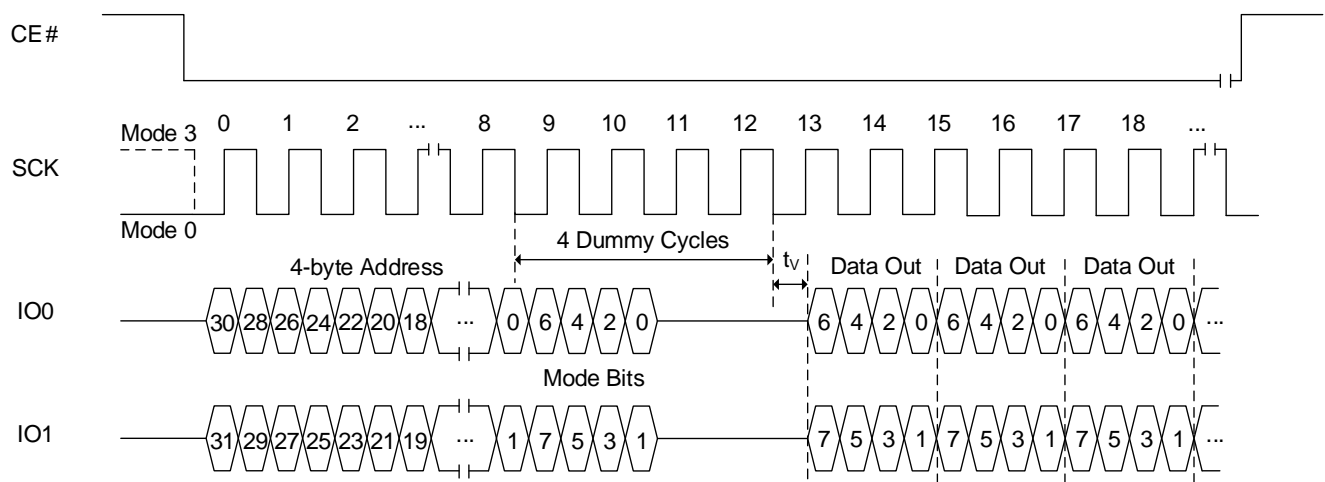 CE#
Mode 3 0 1 2 ... 8 9 10 11 12 13 14 15 16 17 18 ...
SCK
Mode 0
4 Dummy Cycles
4-byte Address tV Data Out Data Out Data Out
IO0 30 28 26 24 22 20 18 ... 0 6 4 2 0 6 4 2 0 6 4 2 0 6 4 2 0 ...
Mode Bits
IO1 31 29 27 25 23 21 19 ... 1 7 5 3 1 7 5 3 1 7 5 3 1 7 5 3 1 ...